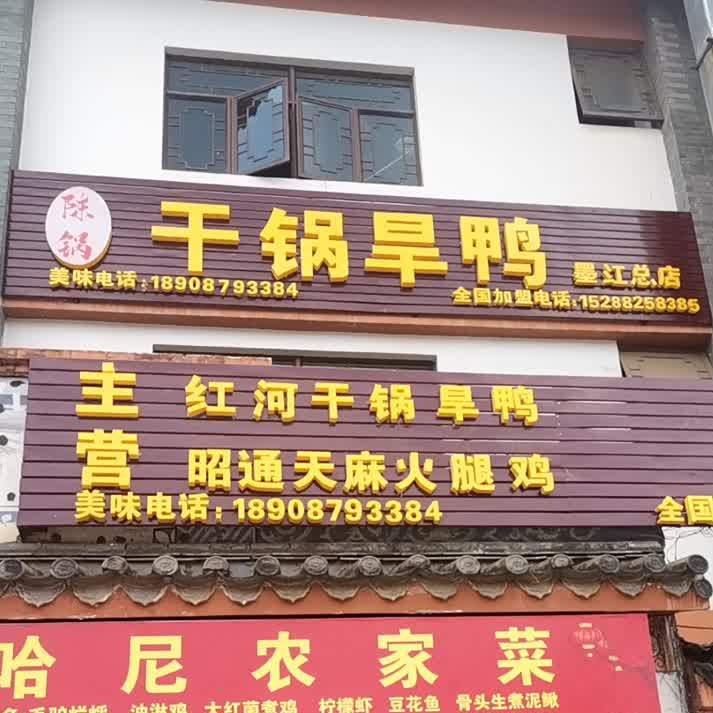 陈锅
干锅旱鸭 墨江总店
美味电话:18908793384 全国加盟电话:15288258385
主营
红河干锅旱鸭
昭通天麻火腿鸡
美味电话:18908793384 全国
哈尼农家菜
油淋鸡 大红菌煮鸡 柠檬虾 豆花鱼 骨头生煮泥鳅